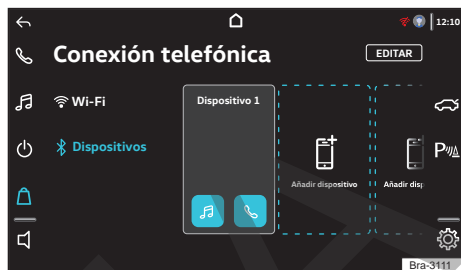 12:10
Conexión telefónica
EDITAR
Wi-Fi
Dispositivos
Dispositivo 1
Añadir dispositivo
Añadir disp
P
Bra-3111